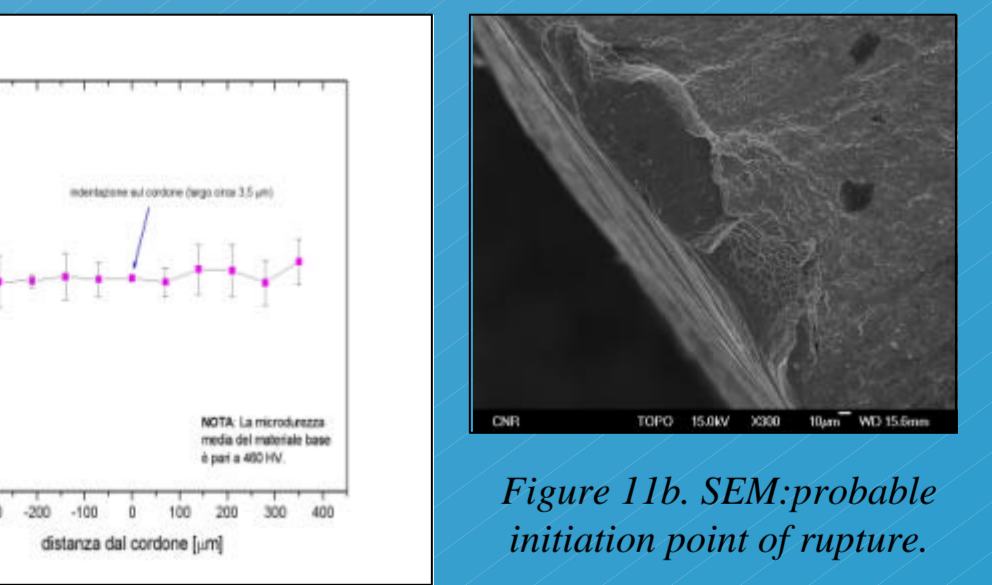 indentazione sul cordone (largo circa 3,5 µm)
NOTA: La microdurezza
media del materiale base
è pari a 460 HV.
-200 -100 0 100 200 300 400
distanza dal cordone [µm]
CNR TOPO 15.0kV X300 10µm WD 15.6mm
Figure 11b. SEM:probable
initiation point of rupture.